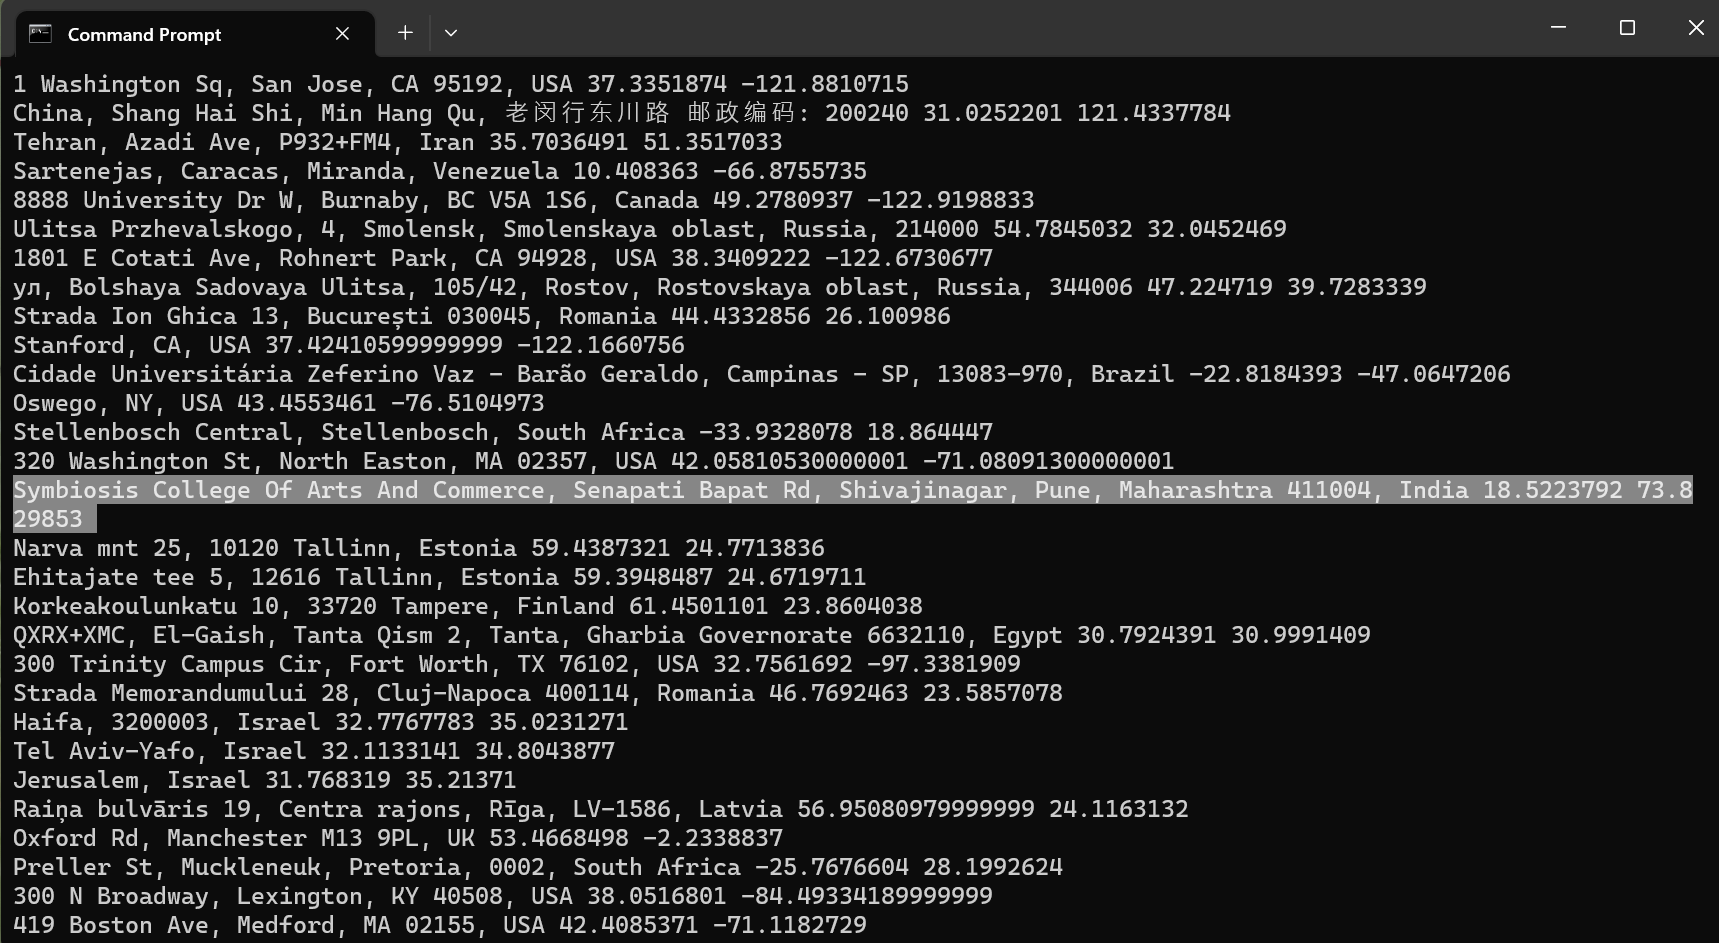 Command Prompt
1 Washington Sq, San Jose, CA 95192, USA 37.3351874 -121.8810715
China, Shang Hai Shi, Min Hang Qu, 老闵行东川路 邮政编码: 200240 31.0252201 121.4337784
Tehran, Azadi Ave, P932+FM4, Iran 35.7036491 51.3517033
Sartenejas, Caracas, Miranda, Venezuela 10.408363 -66.8755735
8888 University Dr W, Burnaby, BC V5A 1S6, Canada 49.2780937 -122.9198833
Ulitsa Przhevalskogo, 4, Smolensk, Smolenskaya oblast, Russia, 214000 54.7845032 32.0452469
1801 E Cotati Ave, Rohnert Park, CA 94928, USA 38.3409222 -122.6730677
ул, Bolshaya Sadovaya Ulitsa, 105/42, Rostov, Rostovskaya oblast, Russia, 344006 47.224719 39.7283339
Strada Ion Ghica 13, București 030045, Romania 44.4332856 26.100986
Stanford, CA, USA 37.42410599999999 -122.1660756
Cidade Universitária Zeferino Vaz - Barão Geraldo, Campinas - SP, 13083-970, Brazil -22.8184393 -47.0647206
Oswego, NY, USA 43.4553461 -76.5104973
Stellenbosch Central, Stellenbosch, South Africa -33.9328078 18.864447
320 Washington St, North Easton, MA 02357, USA 42.05810530000001 -71.08091300000001
Symbiosis College Of Arts And Commerce, Senapati Bapat Rd, Shivajinagar, Pune, Maharashtra 411004, India 18.5223792 73.8
29853
Narva mnt 25, 10120 Tallinn, Estonia 59.4387321 24.7713836
Ehitajate tee 5, 12616 Tallinn, Estonia 59.3948487 24.6719711
Korkeakoulunkatu 10, 33720 Tampere, Finland 61.4501101 23.8604038
QXRX+XMC, El-Gaish, Tanta Qism 2, Tanta, Gharbia Governorate 6632110, Egypt 30.7924391 30.9991409
300 Trinity Campus Cir, Fort Worth, TX 76102, USA 32.7561692 -97.3381909
Strada Memorandumului 28, Cluj-Napoca 400114, Romania 46.7692463 23.5857078
Haifa, 3200003, Israel 32.7767783 35.0231271
Tel Aviv-Yafo, Israel 32.1133141 34.8043877
Jerusalem, Israel 31.768319 35.21371
Raiņa bulvāris 19, Centra rajons, Rīga, LV-1586, Latvia 56.95080979999999 24.1163132
Oxford Rd, Manchester M13 9PL, UK 53.4668498 -2.2338837
Preller St, Muckleneuk, Pretoria, 0002, South Africa -25.7676604 28.1992624
300 N Broadway, Lexington, KY 40508, USA 38.0516801 -84.49334189999999
419 Boston Ave, Medford, MA 02155, USA 42.4085371 -71.1182729